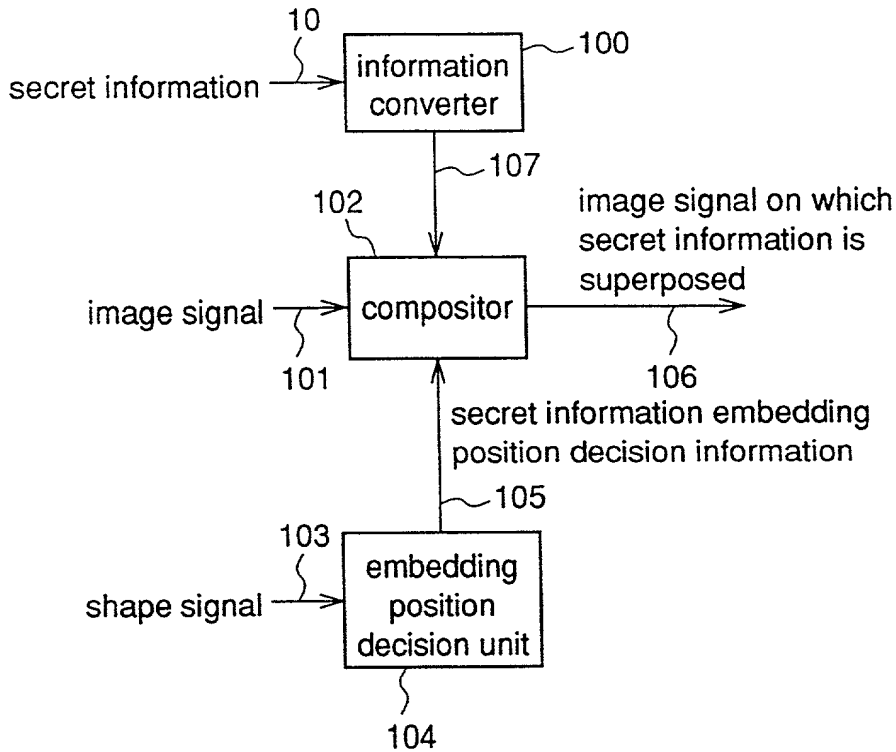 10
100
secret information
information
converter
107
102
image signal on which
secret information is
superposed
image signal
compositor
101
106
secret information embedding
position decision information
105
103
shape signal
embedding
position
decision unit
104